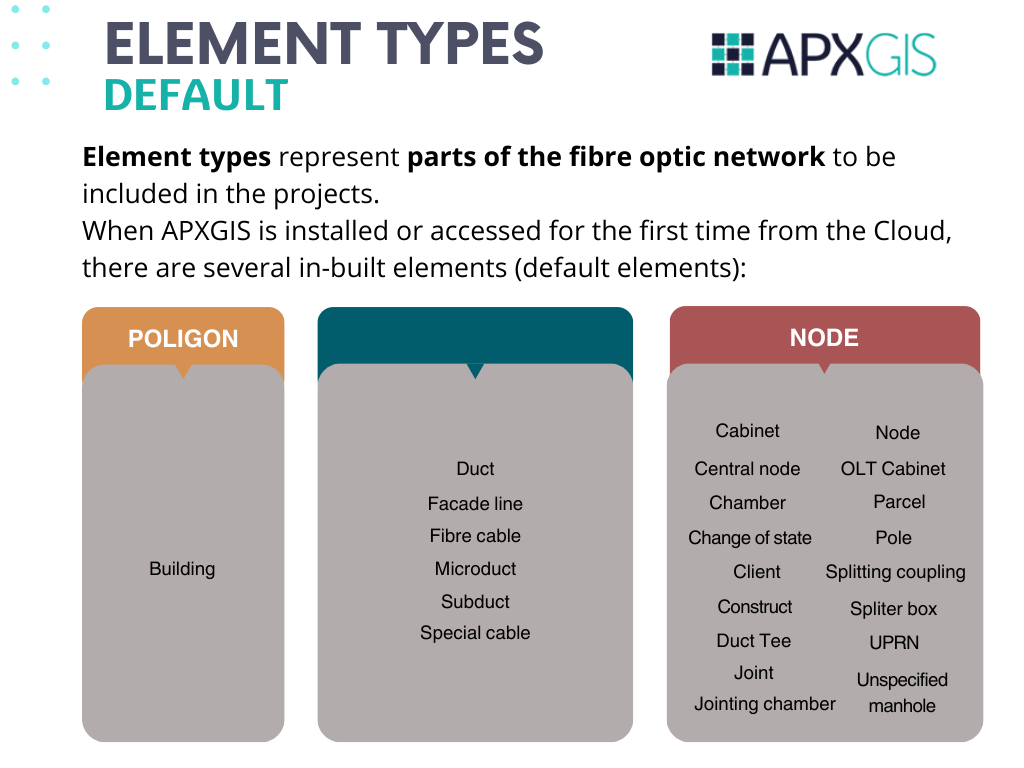 ELEMENT TYPES
DEFAULT
APXGIS
Element types represent parts of the fibre optic network to be
included in the projects.
When APXGIS is installed or accessed for the first time from the Cloud,
there are several in-built elements (default elements):
POLIGON
Building
Duct
Facade line
Fibre cable
Microduct
Subduct
Special cable
NODE
Cabinet
Central node
Chamber
Change of state
Client
Construct
Duct Tee
Joint
Jointing chamber
Node
OLT Cabinet
Parcel
Pole
Splitting coupling
Spliter box
UPRN
Unspecified
manhole